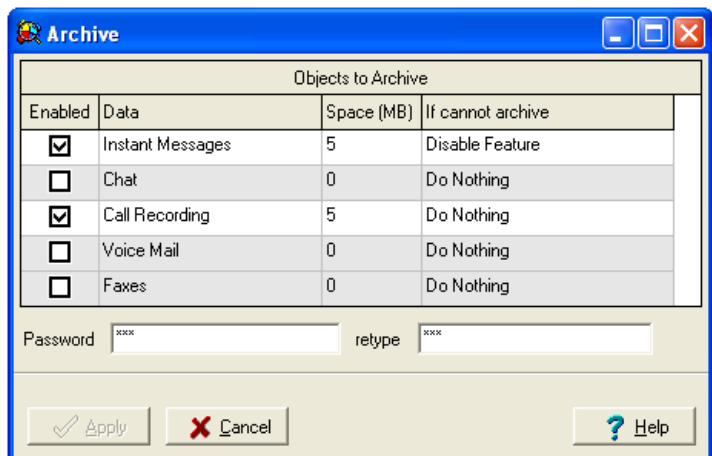 Archive
Objects to Archive
Enabled Data Space (MB) If cannot archive
Instant Messages 5 Disable Feature
Chat 0 Do Nothing
Call Recording 5 Do Nothing
Voice Mail 0 Do Nothing
Faxes 0 Do Nothing
Password *** retype ***
Apply Cancel Help